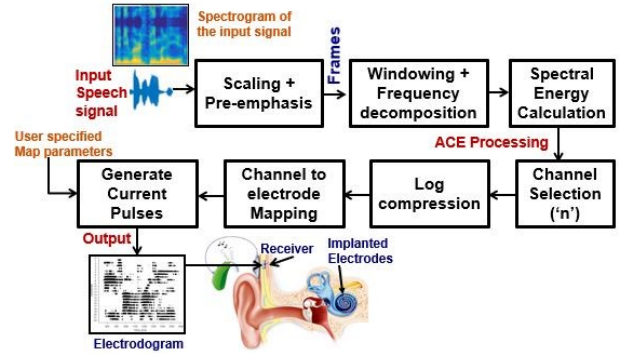 Spectrogram of
the input signal
Input
Speech
signal
Scaling +
Pre-emphasis
Frames
Windowing +
Frequency
decomposition
Spectral
Energy
Calculation
ACE Processing
User specified
Map parameters
Generate
Current
Pulses
Channel to
electrode
Mapping
Log
compression
Channel
Selection
('n')
Output
Receiver
Implanted
Electrodes
Electrodogram